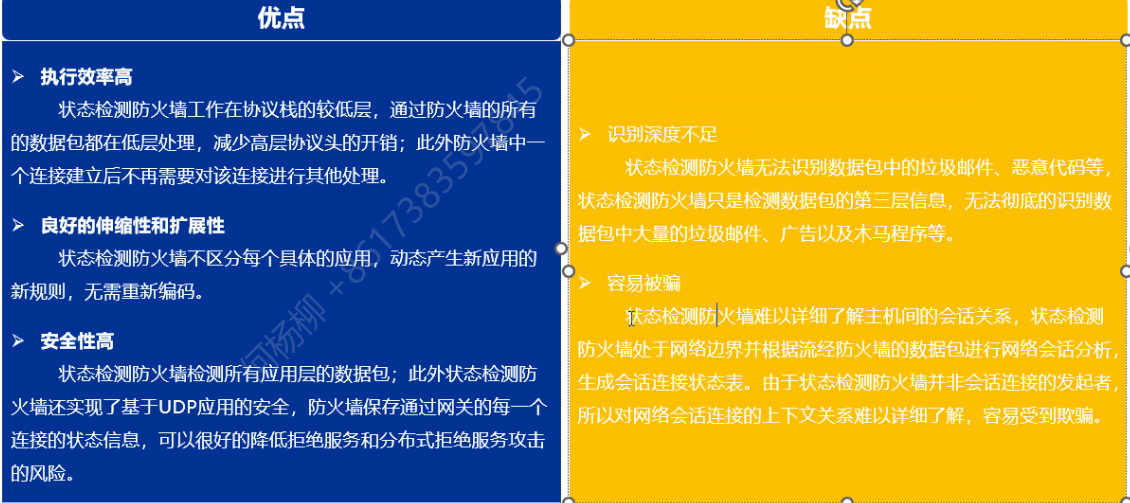 优点
➢ 执行效率高
状态检测防火墙工作在协议栈的较低层，通过防火墙的所有
的数据包都在低层处理，减少高层协议头的开销；此外防火墙中一
个连接建立后不再需要对该连接进行其他处理。
➢ 良好的伸缩性和扩展性
状态检测防火墙不区分每个具体的应用，动态产生新应用的
新规则，无需重新编码。
➢ 安全性高
状态检测防火墙检测所有应用层的数据包；此外状态检测防
火墙还实现了基于UDP应用的安全，防火墙保存通过网关的每一个
连接的状态信息，可以很好的降低拒绝服务和分布式拒绝服务攻击
的风险。
缺点
➢ 识别深度不足
状态检测防火墙无法识别数据包中的垃圾邮件、恶意代码等，
状态检测防火墙只是检测数据包的第三层信息，无法彻底的识别数
据包中大量的垃圾邮件、广告以及木马程序等。
➢ 容易被骗
状态检测防火墙难以详细了解主机间的会话关系，状态检测
防火墙处于网络边界并根据流经防火墙的数据包进行网络会话分析，
生成会话连接状态表。由于状态检测防火墙并非会话连接的发起者，
所以对网络会话连接的上下文关系难以详细了解，容易受到欺骗。
何杨柳 +8617383597845